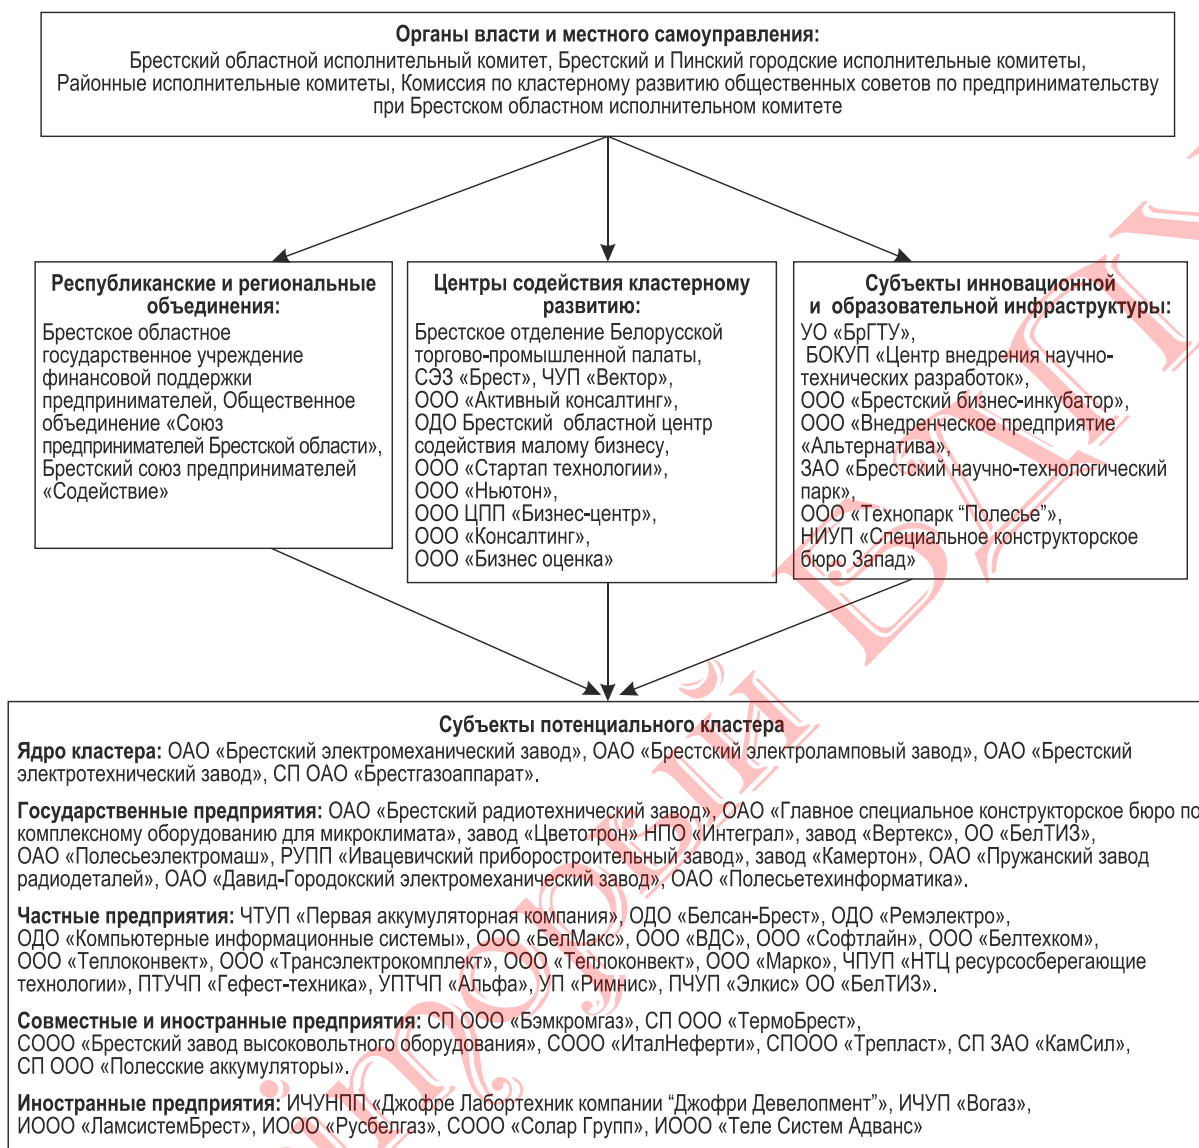 Органы власти и местного самоуправления:
Брестский областной исполнительный комитет, Брестский и Пинский городские исполнительные комитеты,
Районные исполнительные комитеты, Комиссия по кластерному развитию общественных советов по предпринимательству
при Брестском областном исполнительном комитете
Республиканские и региональные
объединения:
Брестское областное
государственное учреждение
финансовой поддержки
предпринимателей, Общественное
объединение «Союз
предпринимателей Брестской области»,
Брестский союз предпринимателей
«Содействие»
Центры содействия кластерному
развитию:
Брестское отделение Белорусской
торгово-промышленной палаты,
СЭЗ «Брест», ЧУП «Вектор»,
ООО «Активный консалтинг»,
ОДО Брестский областной центр
содействия малому бизнесу,
ООО «Стартап технологии»,
ООО «Ньютон»,
ООО ЦПП «Бизнес-центр»,
ООО «Консалтинг»,
ООО «Бизнес оценка»
Субъекты инновационной
и образовательной инфраструктуры:
УО «БрГТУ»,
БОКУП «Центр внедрения научно-
технических разработок»,
ООО «Брестский бизнес-инкубатор»,
ООО «Внедренческое предприятие
«Альтернатива»,
ЗАО «Брестский научно-технологический
парк»,
ООО «Технопарк “Полесье”»,
НИУП «Специальное конструкторское
бюро Запад»
Субъекты потенциального кластера
Ядро кластера: ОАО «Брестский электромеханический завод», ОАО «Брестский электроламповый завод», ОАО «Брестский
электротехнический завод», СП ОАО «Брестгазоаппарат».
Государственные предприятия: ОАО «Брестский радиотехнический завод», ОАО «Главное специальное конструкторское бюро по
комплексному оборудованию для микроклимата», завод «Цветотрон» НПО «Интеграл», завод «Вертекс», ОО «БелТИЗ»,
ОАО «Полесьеэлектромаш», РУПП «Ивацевичский приборостроительный завод», завод «Камертон», ОАО «Пружанский завод
радиодеталей», ОАО «Давид-Городокский электромеханический завод», ОАО «Полесьетехинформатика».
Частные предприятия: ЧТУП «Первая аккумуляторная компания», ОДО «Белсан-Брест», ОДО «Ремэлектро»,
ОДО «Компьютерные информационные системы», ООО «БелМакс», ООО «ВДС», ООО «Софтлайн», ООО «Белтехком»,
ООО «Теплоконвект», ООО «Трансэлектрокомплект», ООО «Теплоконвект», ООО «Марко», ЧПУП «НТЦ ресурсосберегающие
технологии», ПТУЧП «Гефест-техника», УПТЧП «Альфа», УП «Римнис», ПЧУП «Элкис» ОО «БелТИЗ».
Совместные и иностранные предприятия: СП ООО «Бэмкромгаз», СП ООО «ТермоБрест»,
СООО «Брестский завод высоковольтного оборудования», СООО «ИталНеферти», СПООО «Трепласт», СП ЗАО «КамСил»,
СП ООО «Полесские аккумуляторы».
Иностранные предприятия: ИЧУНПП «Джофре Лабортехник компании “Джофри Девелопмент”», ИЧУП «Вогаз»,
ИООО «ЛамсистемБрест», ИООО «Русбелгаз», СООО «Солар Групп», ИООО «Теле Систем Адванс»